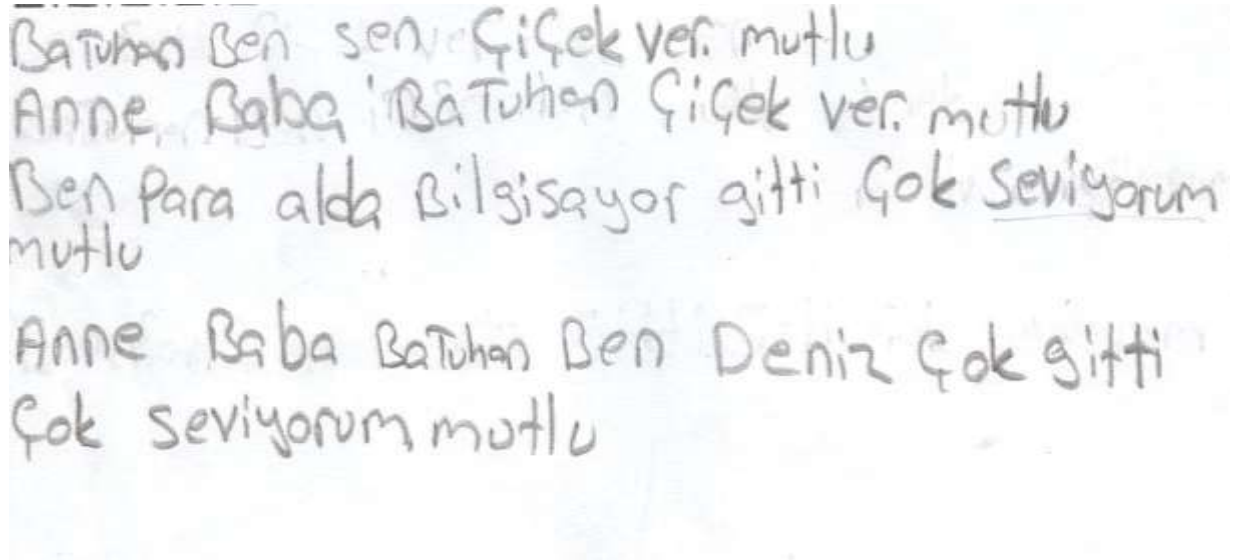 Batuhan Ben sen Çiçek ver. mutlu
Anne Baba Batuhan Çiçek ver. mutlu
Ben Para alda Bilgisayor gitti Çok seviyorum
mutlu
Anne Baba Batuhan Ben Deniz Çok gitti
Çok seviyorum mutlu